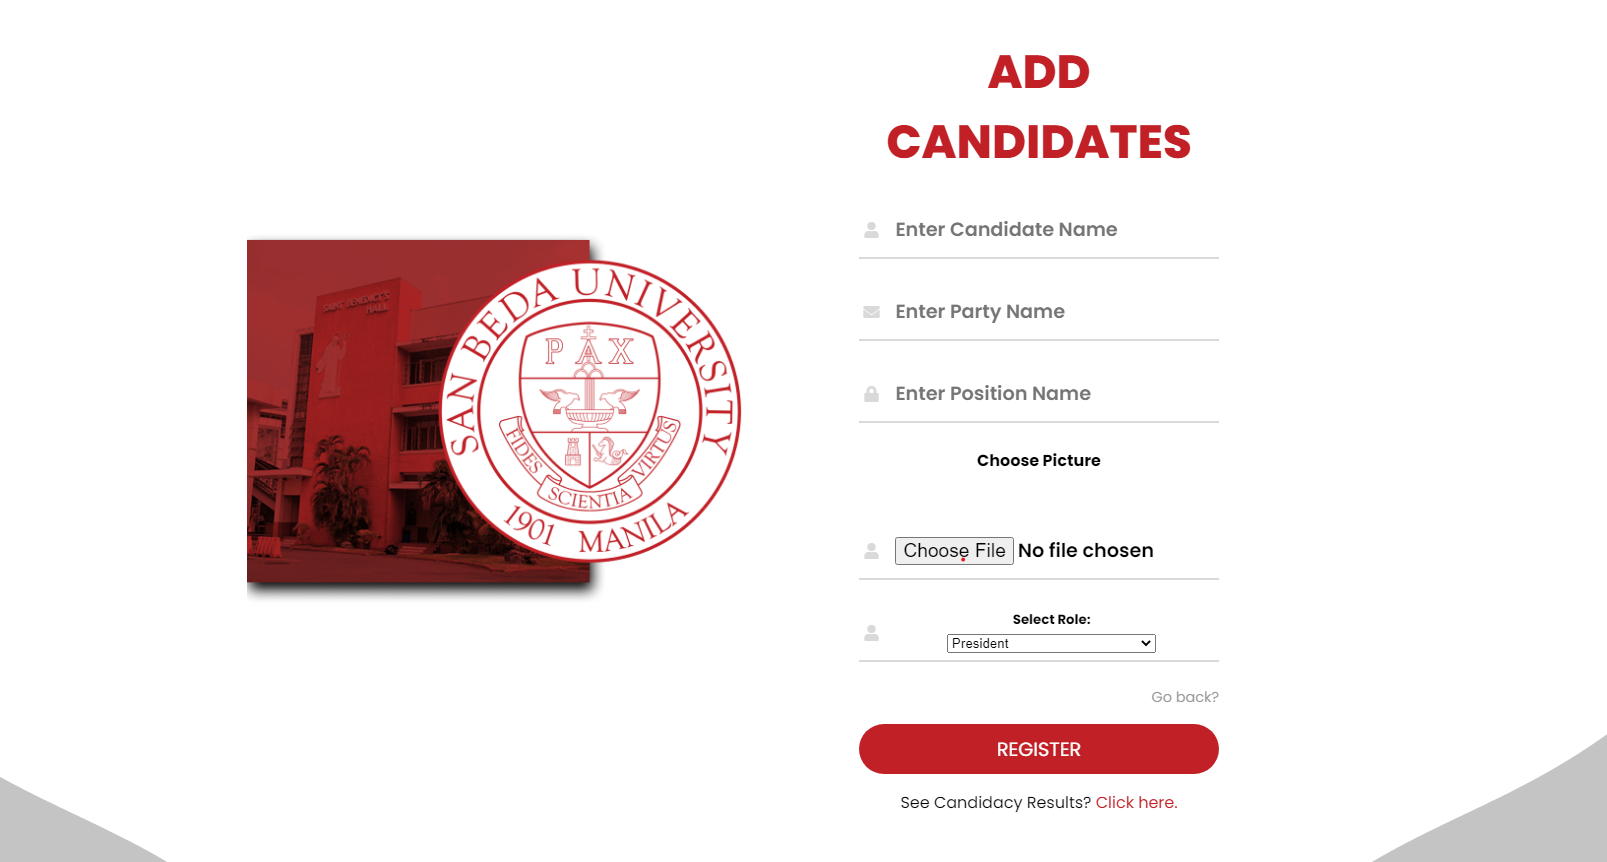 ADD
CANDIDATES
Enter Candidate Name
Enter Party Name
Enter Position Name
Choose Picture
Choose File No file chosen
Select Role:
President
Go back?
REGISTER
See Candidacy Results? Click here.
SAINT BENEDICT'S
HALL
SAN BEDA UNIVERSITY
PAX
FIDES
SCIENTIA
VIRTUS
1901 MANILA